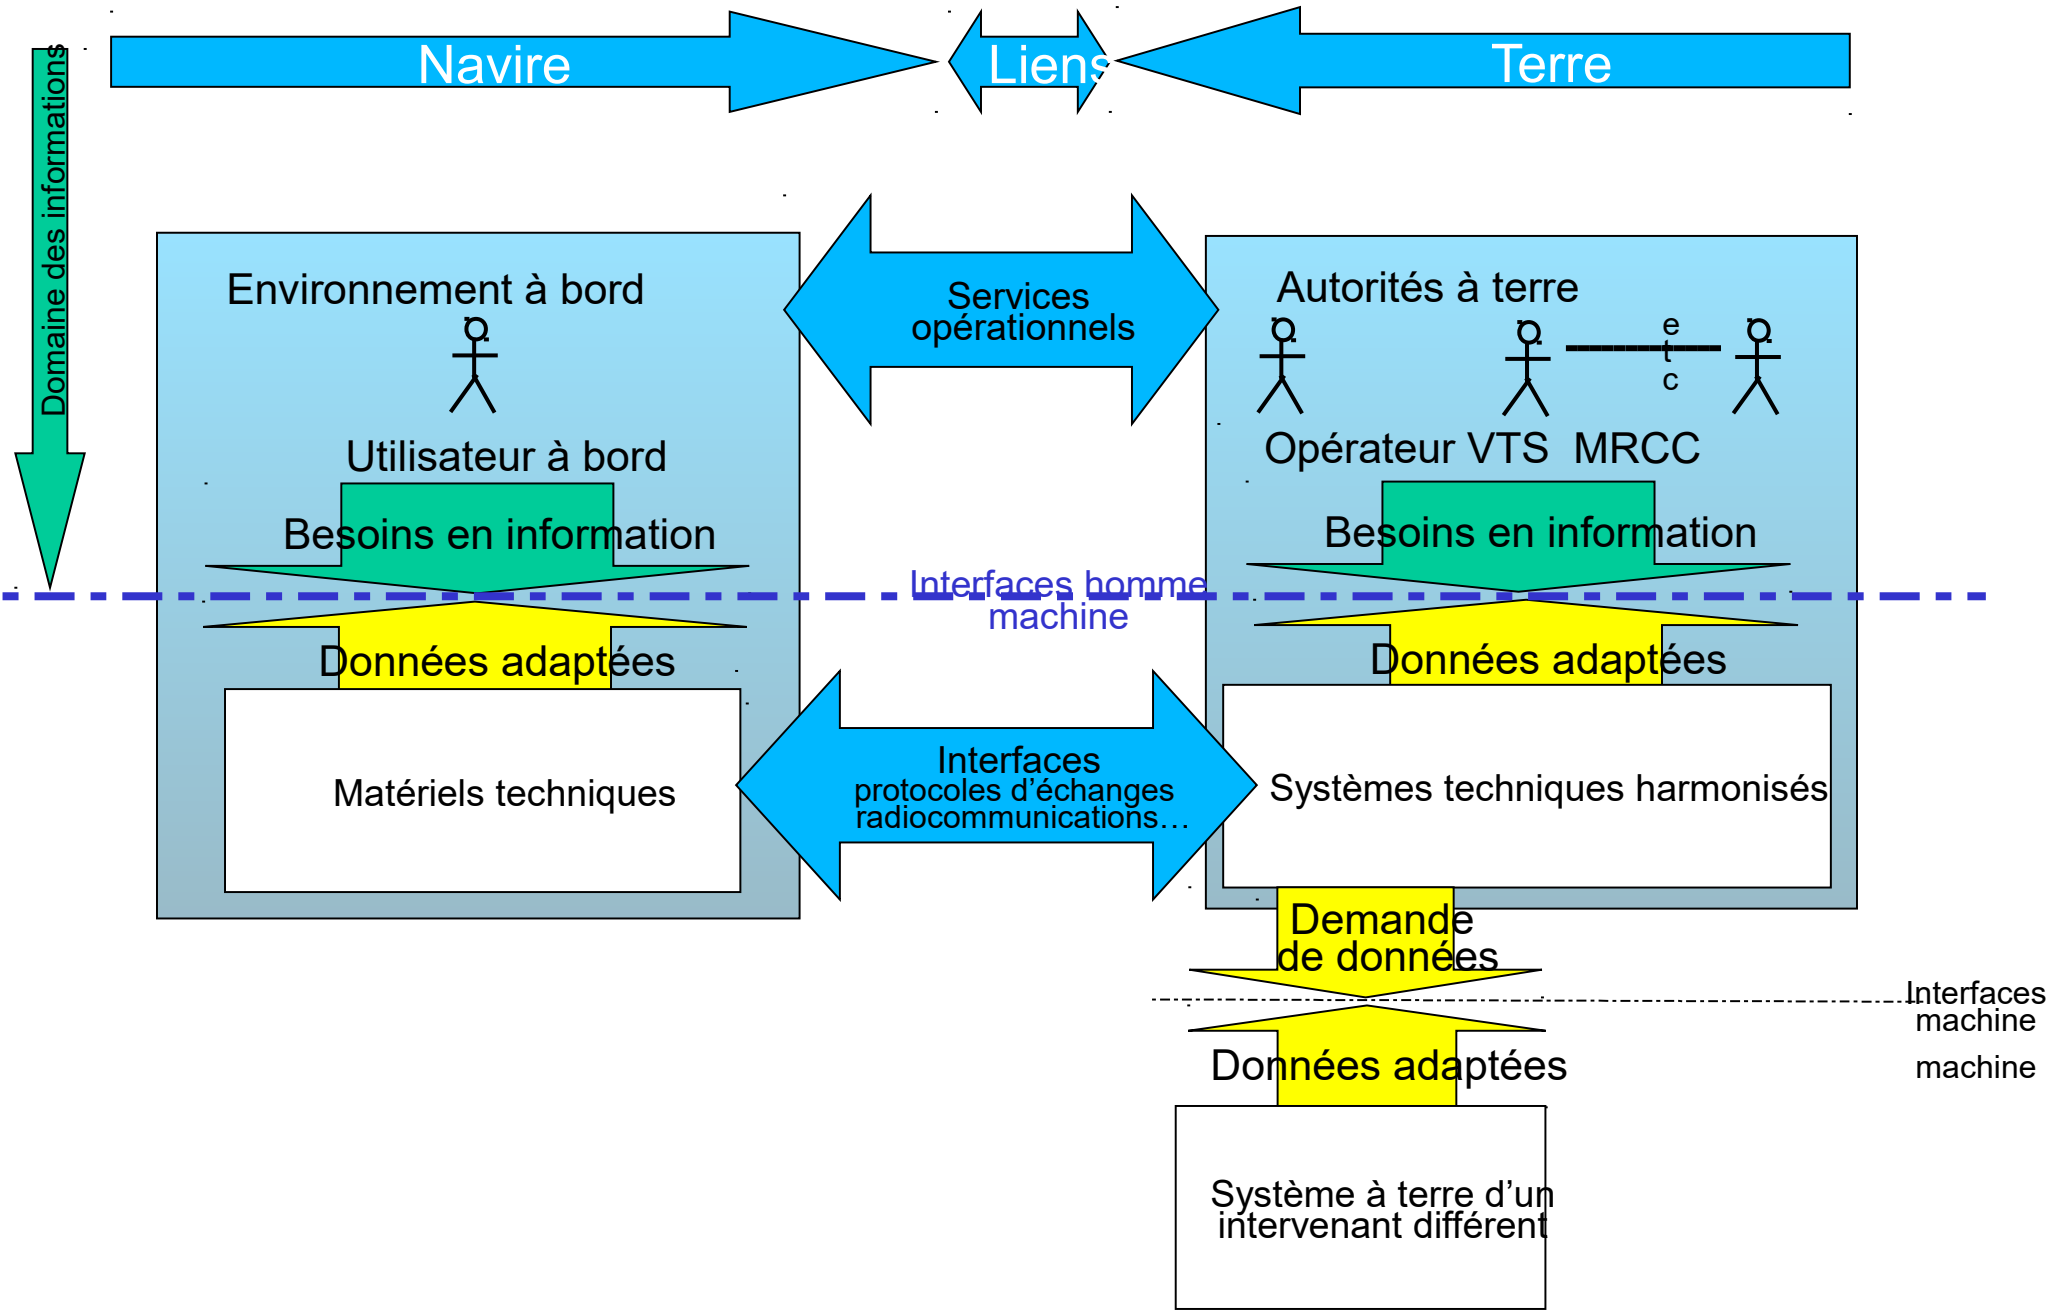 Navire
Liens
Terre
Domaine des informations
Environnement à bord
Utilisateur à bord
Besoins en information
Données adaptées
Matériels techniques
Services
opérationnels
Interfaces homme
machine
Interfaces
protocoles d’échanges
radiocommunications…
Autorités à terre
e
t
c
Opérateur VTS  MRCC
Besoins en information
Données adaptées
Systèmes techniques harmonisés
Demande
de données
Interfaces
machine
machine
Données adaptées
Système à terre d’un
intervenant différent